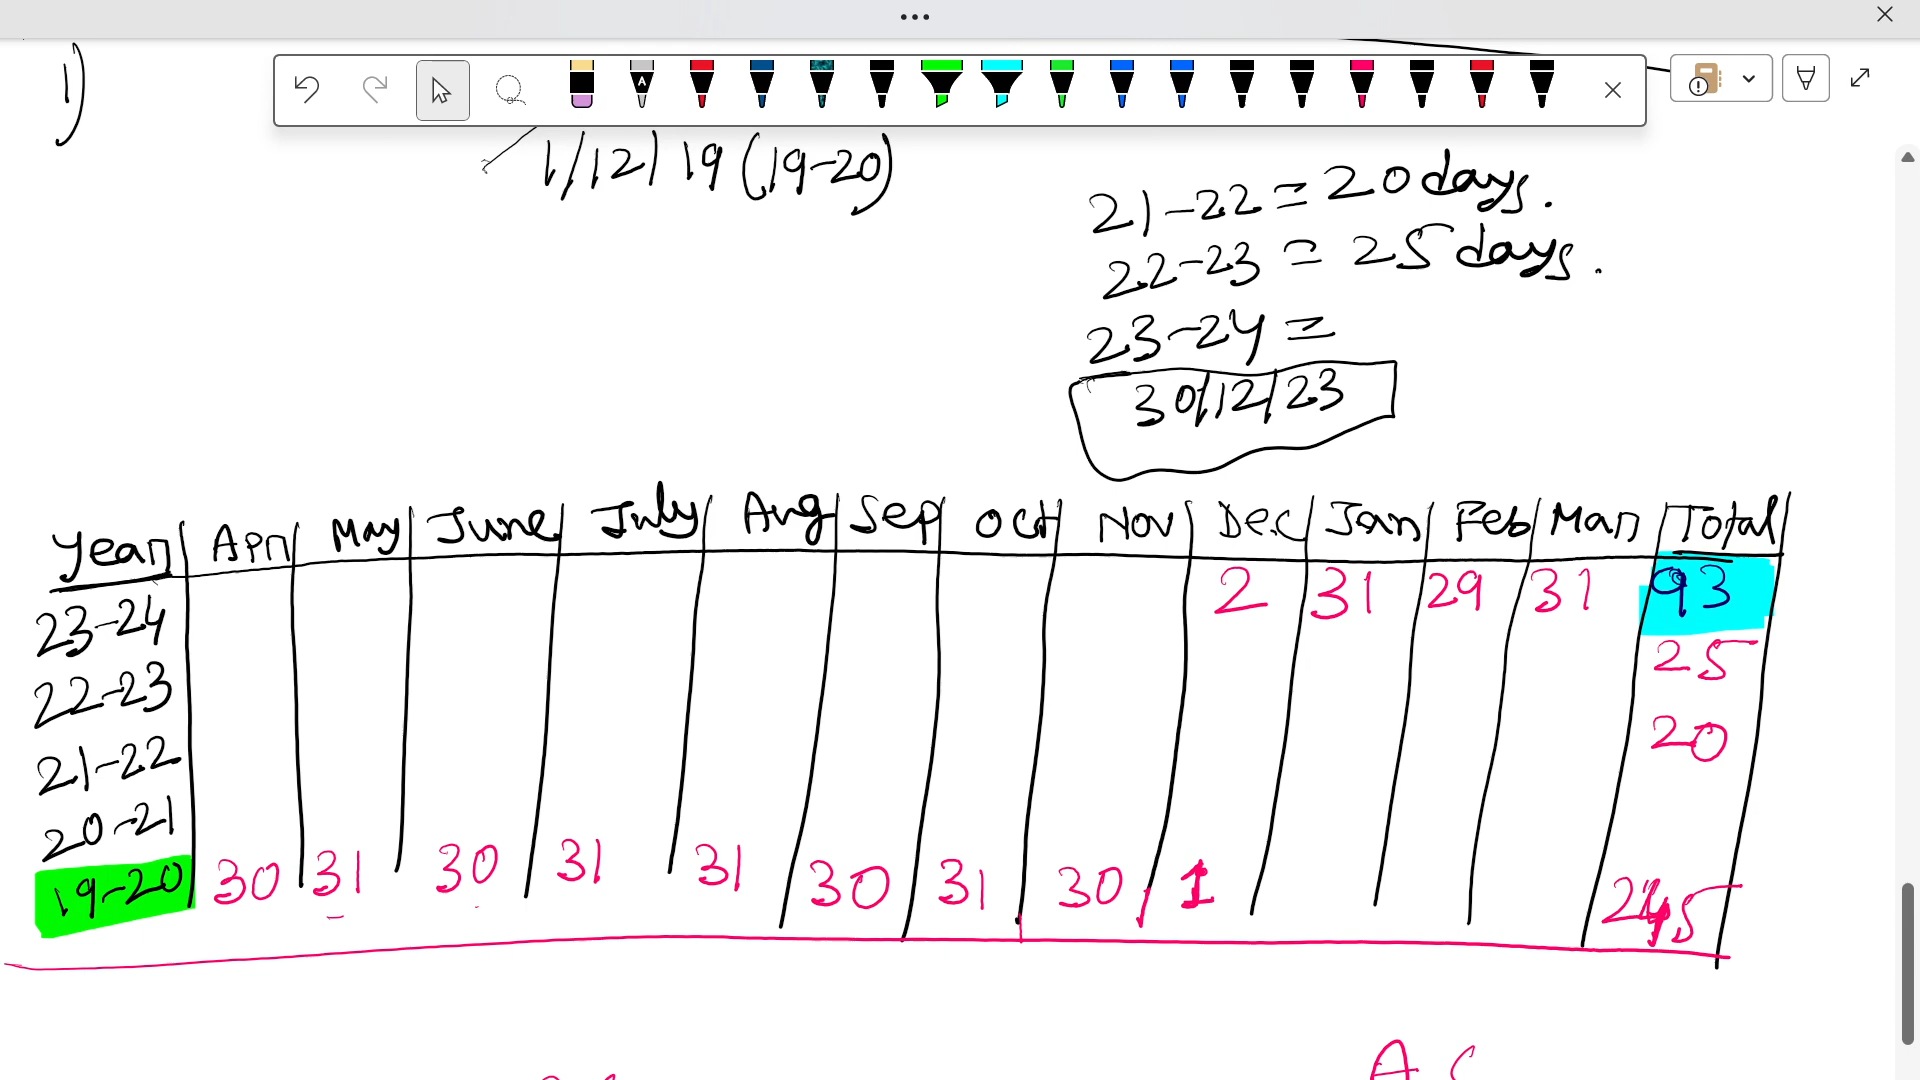 1)
1/12/19 (19-20)
21-22 = 20 days.
22-23 = 25 days.
23-24 =
30/12/23
Year Apr May June July Aug Sep Oct Nov Dec Jan Feb Mar Total
23-24 2 31 29 31 93
22-23 25
21-22 20
20-21
19-20 30 31 30 31 31 30 31 30 1 245